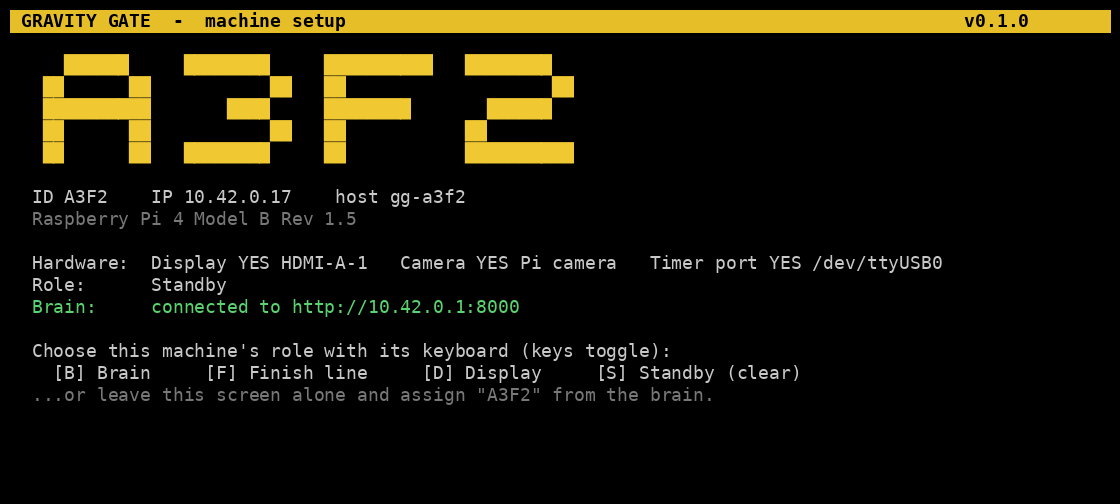 GRAVITY GATE - machine setup v0.1.0
A3F2
ID A3F2 IP 10.42.0.17 host gg-a3f2
Raspberry Pi 4 Model B Rev 1.5
Hardware: Display YES HDMI-A-1 Camera YES Pi camera Timer port YES /dev/ttyUSB0
Role: Standby
Brain: connected to http://10.42.0.1:8000
Choose this machine's role with its keyboard (keys toggle):
[B] Brain [F] Finish line [D] Display [S] Standby (clear)
...or leave this screen alone and assign "A3F2" from the brain.